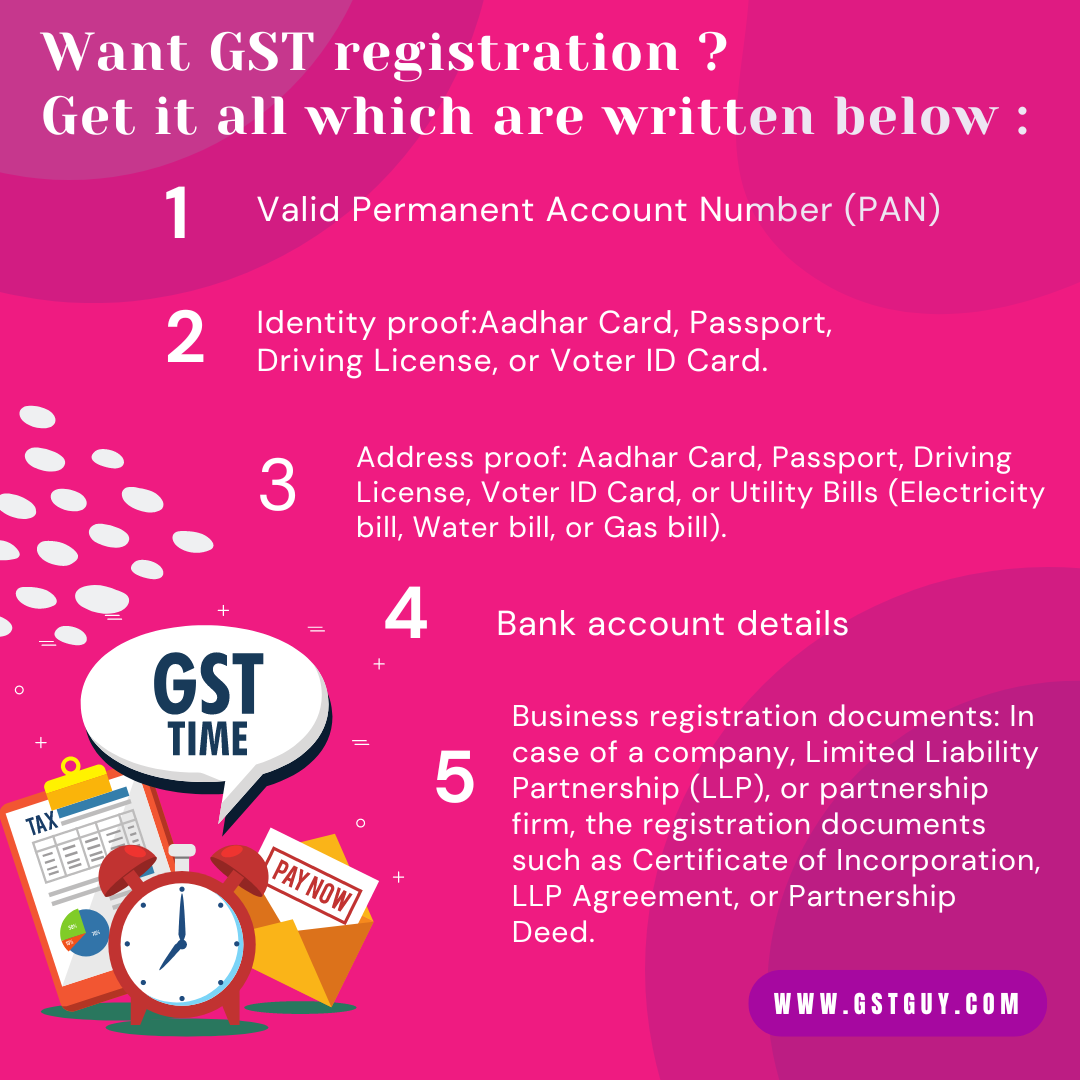 Want GST registration ?
Get it all which are written below :
1
Valid Permanent Account Number (PAN)
2
Identity proof:Aadhar Card, Passport,
Driving License, or Voter ID Card.
3
Address proof: Aadhar Card, Passport, Driving
License, Voter ID Card, or Utility Bills (Electricity
bill, Water bill, or Gas bill).
4
Bank account details
5
Business registration documents: In
case of a company, Limited Liability
Partnership (LLP), or partnership
firm, the registration documents
such as Certificate of Incorporation,
LLP Agreement, or Partnership
Deed.
GST
TIME
TAX
PAY NOW
WWW.GSTGUY.COM